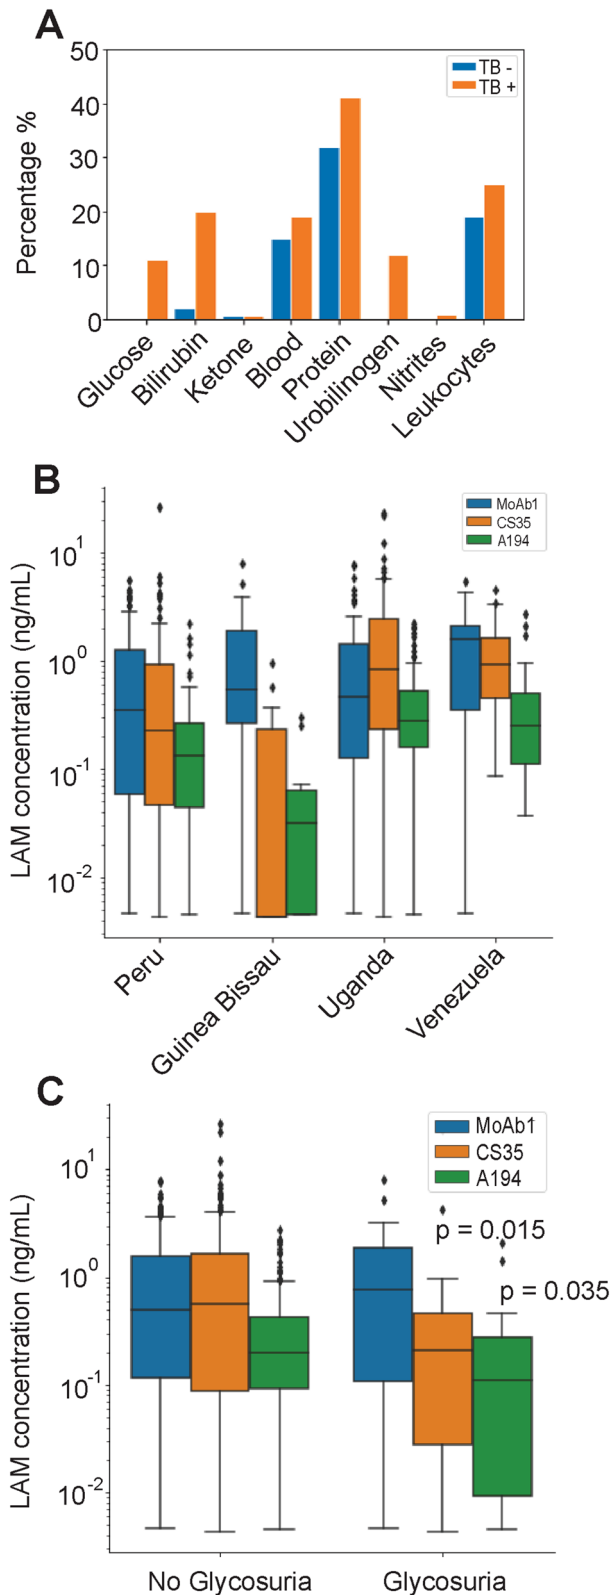 A
50
40
30
20
10
0
Percentage %
TB -
TB +
Glucose
Bilirubin
Ketone
Blood
Protein
Urobilinogen
Nitrites
Leukocytes
B
10^1
10^0
10^-1
10^-2
LAM concentration (ng/mL)
MoAb1
CS35
A194
Peru
Guinea Bissau
Uganda
Venezuela
C
10^1
10^0
10^-1
10^-2
LAM concentration (ng/mL)
MoAb1
CS35
A194
p = 0.015
p = 0.035
No Glycosuria
Glycosuria